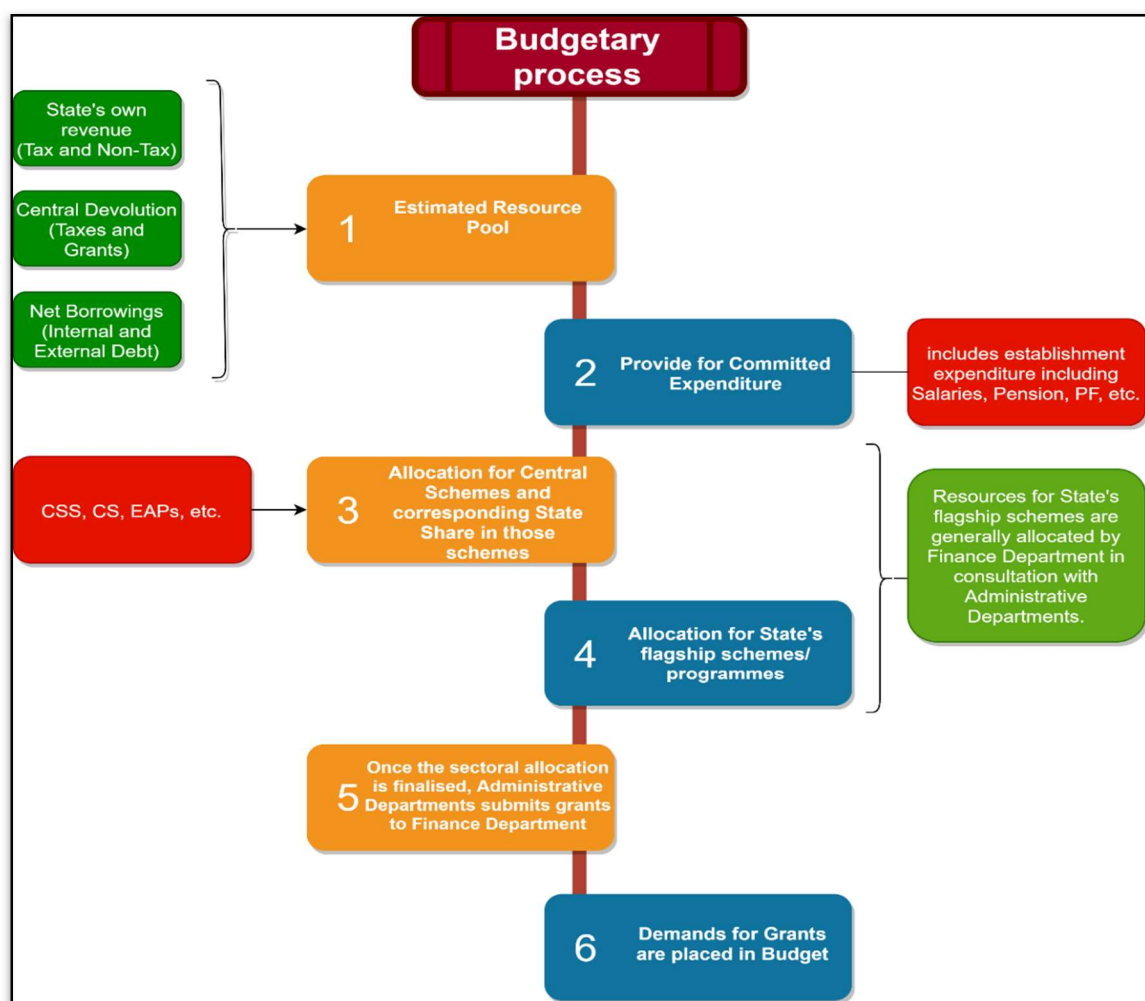 Budgetary
process
State's own
revenue
(Tax and Non-Tax)
Central Devolution
(Taxes and
Grants)
Net Borrowings
(Internal and
External Debt)
1
Estimated Resource
Pool
2
Provide for Committed
Expenditure
includes establishment
expenditure including
Salaries, Pension, PF, etc.
CSS, CS, EAPs, etc.
3
Allocation for Central
Schemes and
corresponding State
Share in those
schemes
Resources for State's
flagship schemes are
generally allocated by
Finance Department in
consultation with
Administrative
Departments.
4
Allocation for State's
flagship schemes/
programmes
5
Once the sectoral allocation
is finalised, Administrative
Departments submits grants
to Finance Department
6
Demands for Grants
are placed in Budget